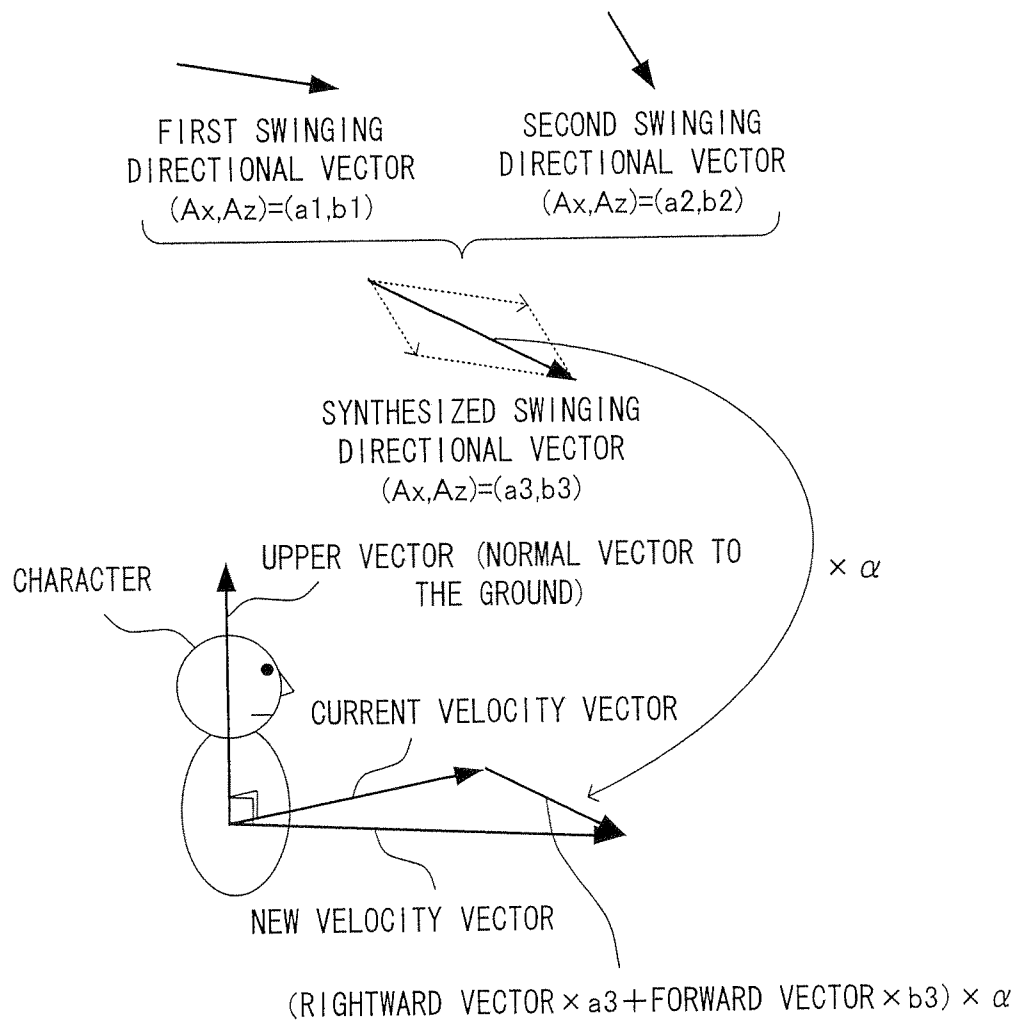 FIRST SWINGING
DIRECTIONAL VECTOR
(Ax,Az)=(a1,b1)
SECOND SWINGING
DIRECTIONAL VECTOR
(Ax,Az)=(a2,b2)
SYNTHESIZED SWINGING
DIRECTIONAL VECTOR
(Ax,Az)=(a3,b3)
× α
UPPER VECTOR (NORMAL VECTOR TO
THE GROUND)
CHARACTER
CURRENT VELOCITY VECTOR
NEW VELOCITY VECTOR
(RIGHTWARD VECTOR×a3+FORWARD VECTOR×b3)×α